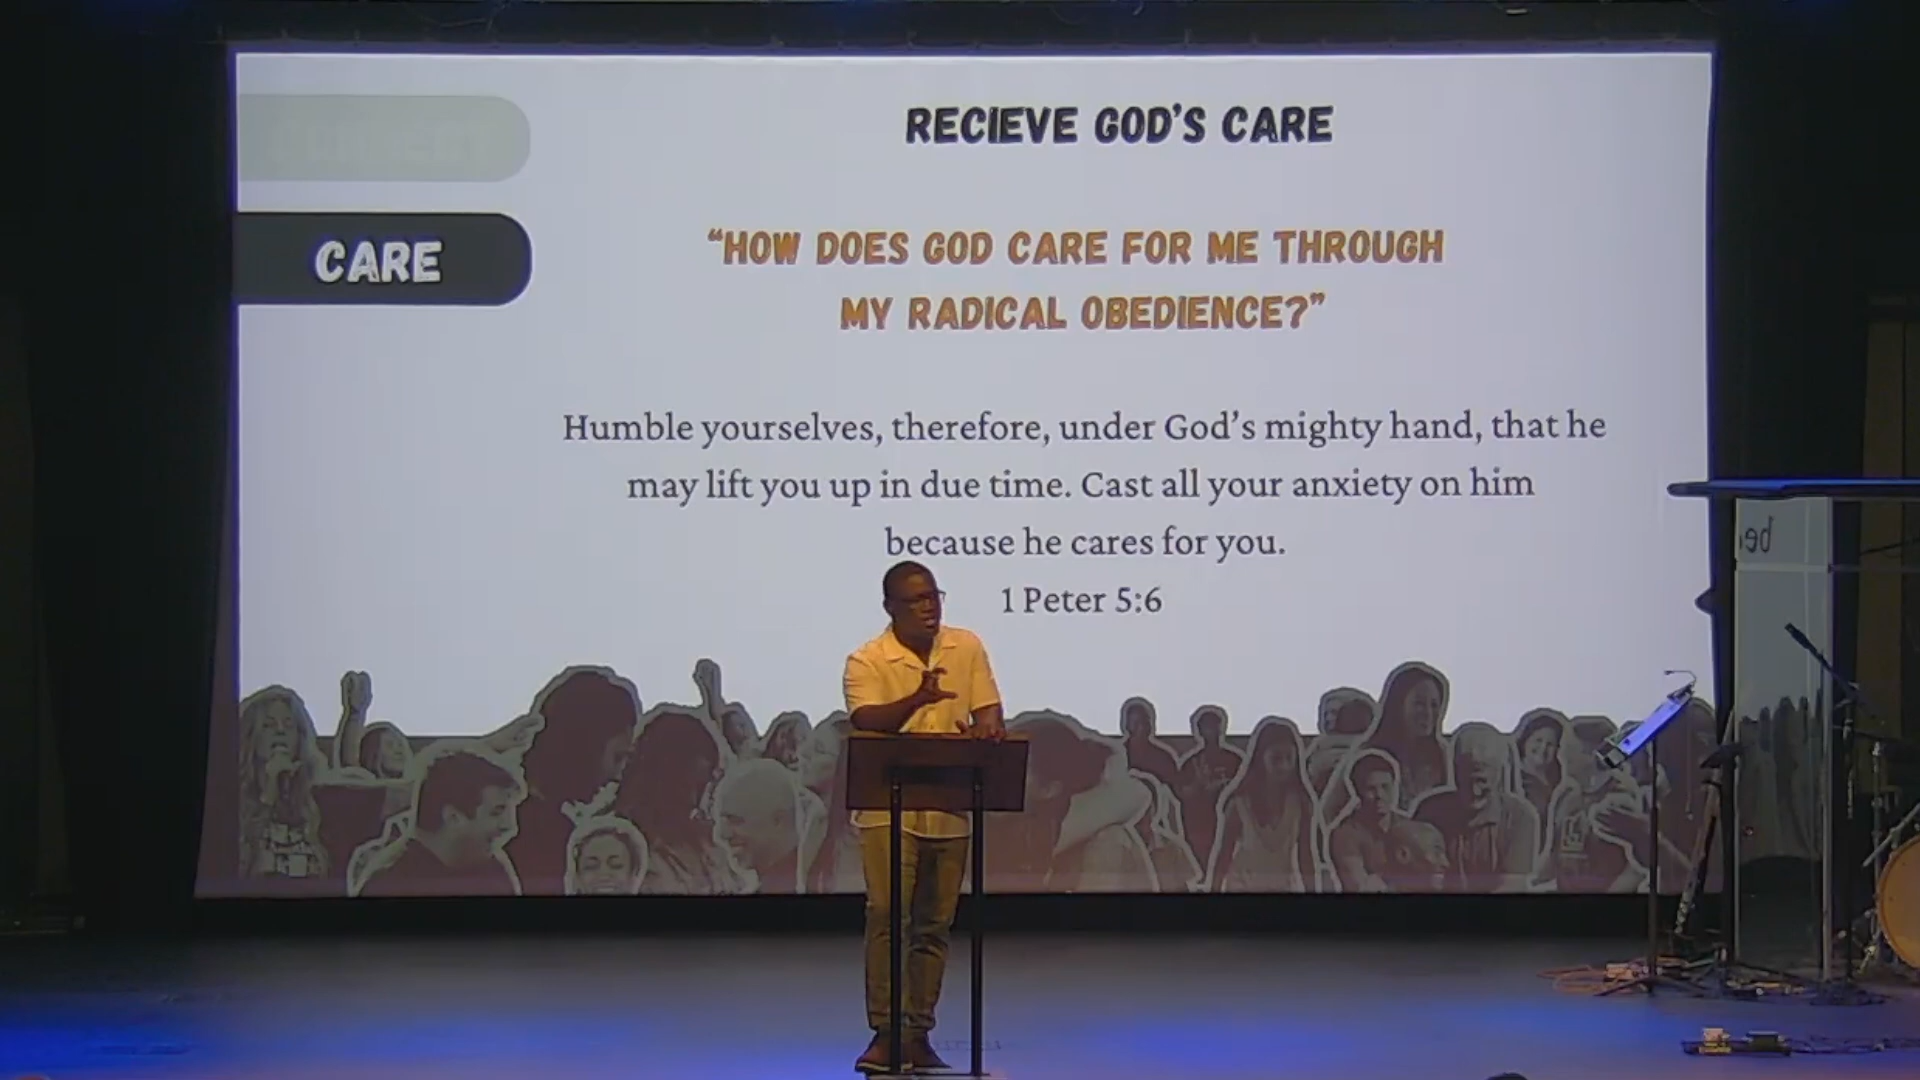 RECIEVE GOD'S CARE
CARE
“HOW DOES GOD CARE FOR ME THROUGH
MY RADICAL OBEDIENCE?”
Humble yourselves, therefore, under God’s mighty hand, that he
may lift you up in due time. Cast all your anxiety on him
because he cares for you.
1 Peter 5:6